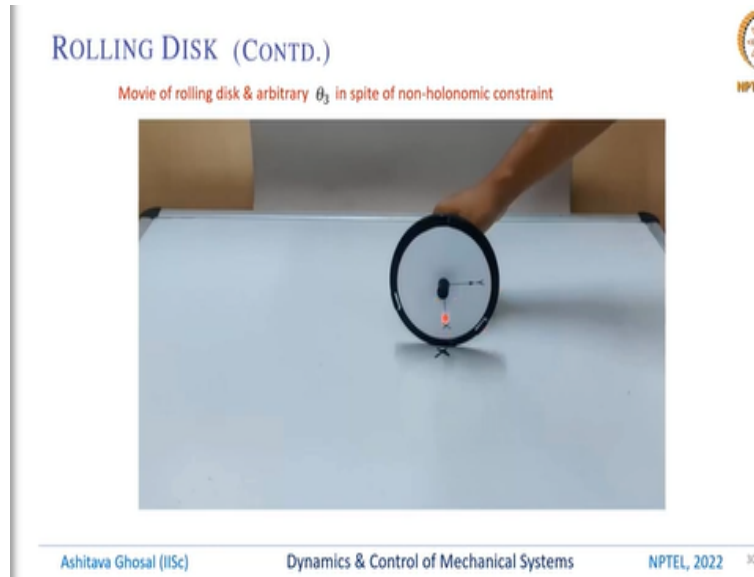 ROLLING DISK (CONTD.)
Movie of rolling disk & arbitrary θ₃ in spite of non-holonomic constraint
Ashitava Ghosal (IISc) Dynamics & Control of Mechanical Systems NPTEL, 2022